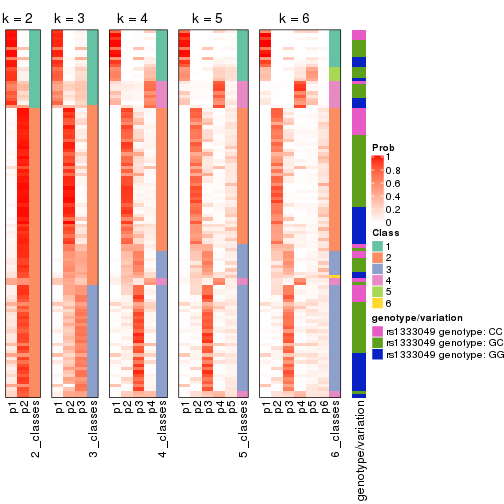 k = 2 k = 3 k = 4 k = 5 k = 6
Prob
1
0.8
0.6
0.4
0.2
0
Class
1
2
3
4
5
6
genotype/variation
rs1333049 genotype: CC
rs1333049 genotype: GC
rs1333049 genotype: GG
p1 p2 2_classes p1 p2 p3 3_classes p1 p2 p3 p4 4_classes p1 p2 p3 p4 p5 5_classes p1 p2 p3 p4 p5 p6 6_classes genotype/variation